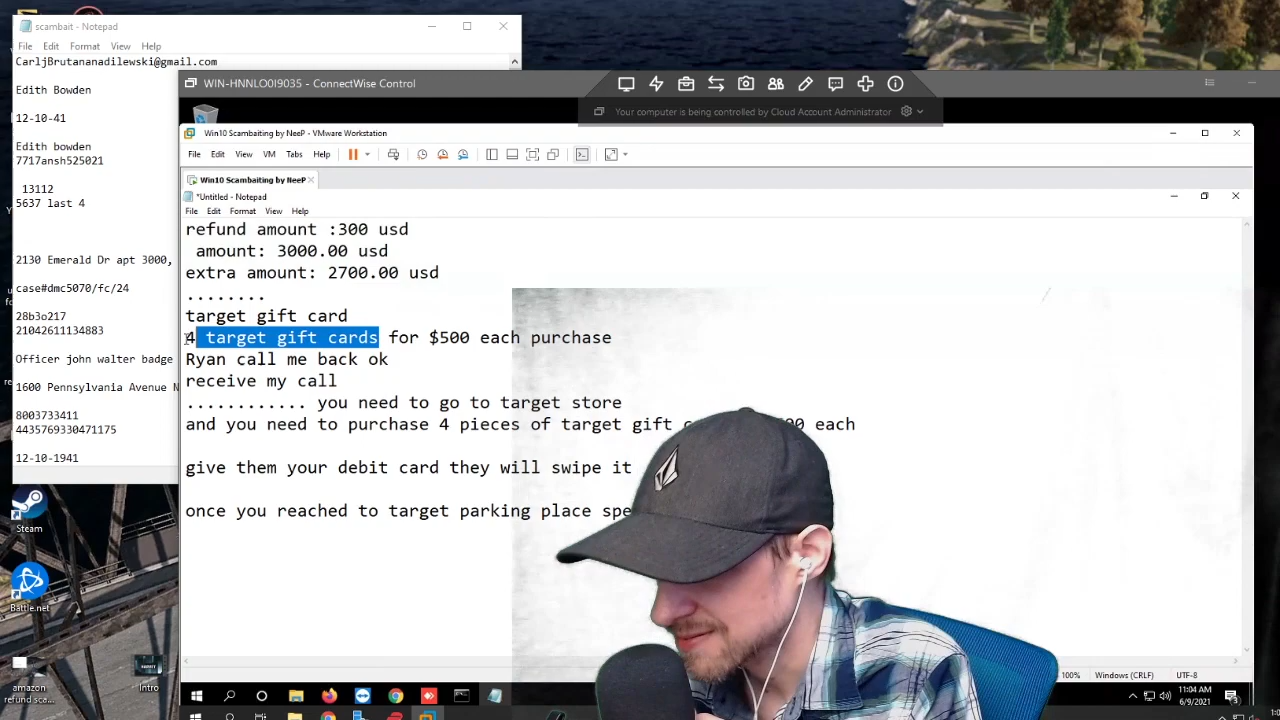 scambait - Notepad
File Edit Format View Help
CarljBrutananadilewski@gmail.com
Edith Bowden
12-10-41
Edith bowden
7717ansh525021
13112
5637 last 4
2130 Emerald Dr apt 3000,
case#dmc5070/fc/24
28b3o217
21042611134883
Officer john walter badge
1600 Pennsylvania Avenue N
8003733411
4435769330471175
12-10-1941
WIN-HNNLO0I9035 - ConnectWise Control
Your computer is being controlled by Cloud Account Administrator
Win10 Scambaiting by NeeP - VMware Workstation
File Edit View VM Tabs Help
Win10 Scambaiting by NeeP
*Untitled - Notepad
File Edit Format View Help
refund amount :300 usd
amount: 3000.00 usd
extra amount: 2700.00 usd
........
target gift card
4 target gift cards for $500 each purchase
Ryan call me back ok
receive my call
............ you need to go to target store
and you need to purchase 4 pieces of target gift each
give them your debit card they will swipe it
once you reached to target parking place
100% Windows (CRLF) UTF-8
11:04 AM
6/9/2021
Steam
Battle.net
amazon
refund sca...
Intro